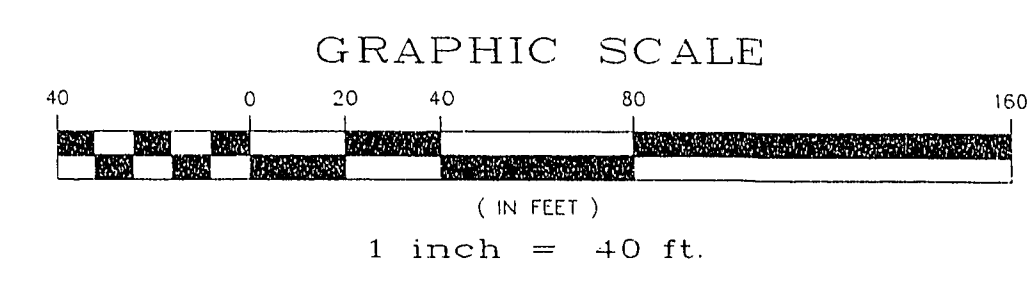 GRAPHIC SCALE
40 0 20 40 80 160
( IN FEET )
1 inch = 40 ft.